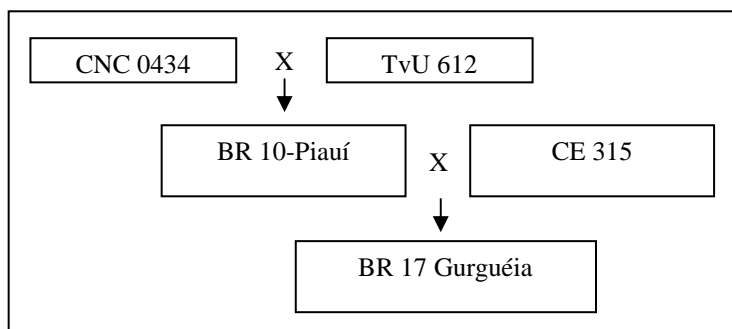 CNC 0434 X TvU 612
BR 10-Piauí X CE 315
BR 17 Gurguéia